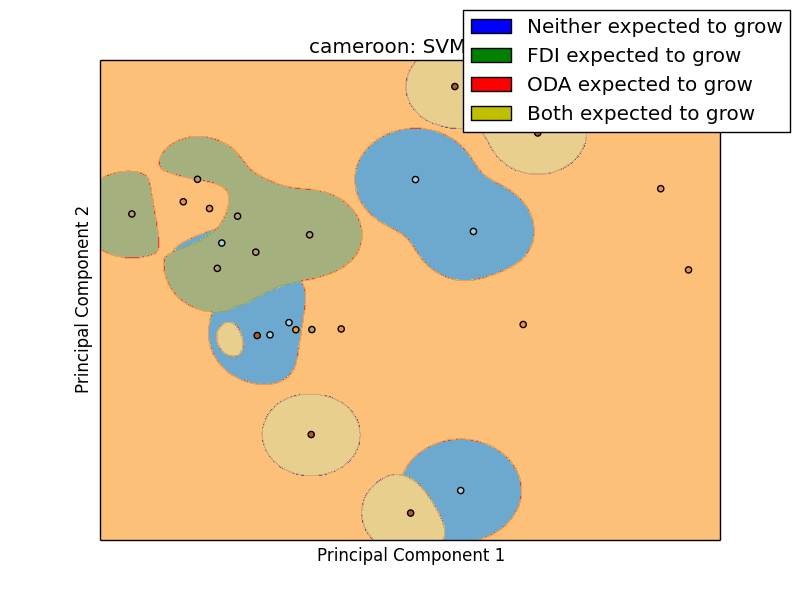 cameroon: SVM
Neither expected to grow
FDI expected to grow
ODA expected to grow
Both expected to grow
Principal Component 2
Principal Component 1